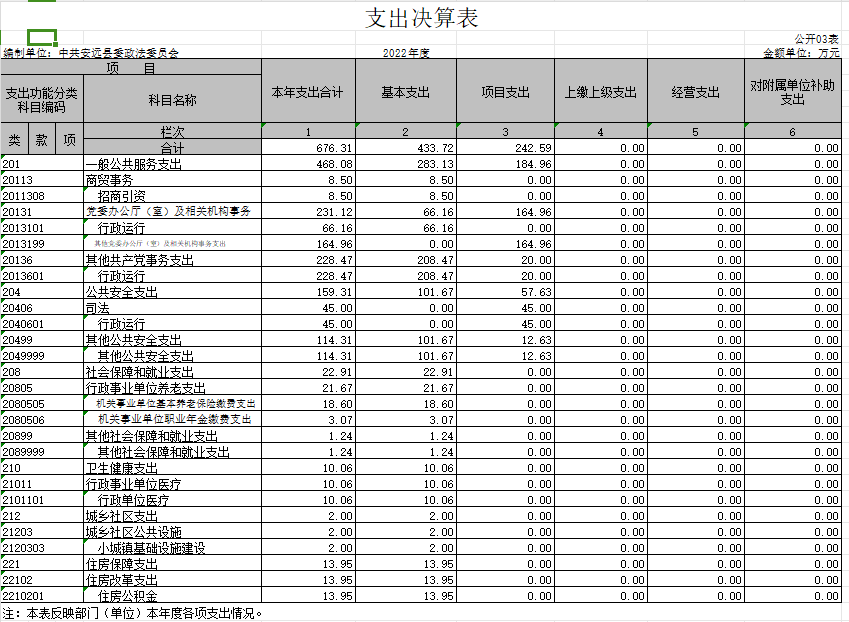 支出决算表
公开03表
编制单位：中共安远县委政法委员会 2022年度 金额单位：万元
项 目 本年支出合计 基本支出 项目支出 上缴上级支出 经营支出 对附属单位补助支出
支出功能分类科目编码 科目名称
类 款 项 栏次 1 2 3 4 5 6
合计 676.31 433.72 242.59 0.00 0.00 0.00
201 一般公共服务支出 468.08 283.13 184.96 0.00 0.00 0.00
20113 商贸事务 8.50 8.50 0.00 0.00 0.00 0.00
2011308 招商引资 8.50 8.50 0.00 0.00 0.00 0.00
20131 党委办公厅（室）及相关机构事务 231.12 66.16 164.96 0.00 0.00 0.00
2013101 行政运行 66.16 66.16 0.00 0.00 0.00 0.00
2013199 其他党委办公厅（室）及相关机构事务支出 164.96 0.00 164.96 0.00 0.00 0.00
20136 其他共产党事务支出 228.47 208.47 20.00 0.00 0.00 0.00
2013601 行政运行 228.47 208.47 20.00 0.00 0.00 0.00
204 公共安全支出 159.31 101.67 57.63 0.00 0.00 0.00
20406 司法 45.00 0.00 45.00 0.00 0.00 0.00
2040601 行政运行 45.00 0.00 45.00 0.00 0.00 0.00
20499 其他公共安全支出 114.31 101.67 12.63 0.00 0.00 0.00
2049999 其他公共安全支出 114.31 101.67 12.63 0.00 0.00 0.00
208 社会保障和就业支出 22.91 22.91 0.00 0.00 0.00 0.00
20805 行政事业单位养老支出 21.67 21.67 0.00 0.00 0.00 0.00
2080505 机关事业单位基本养老保险缴费支出 18.60 18.60 0.00 0.00 0.00 0.00
2080506 机关事业单位职业年金缴费支出 3.07 3.07 0.00 0.00 0.00 0.00
20899 其他社会保障和就业支出 1.24 1.24 0.00 0.00 0.00 0.00
2089999 其他社会保障和就业支出 1.24 1.24 0.00 0.00 0.00 0.00
210 卫生健康支出 10.06 10.06 0.00 0.00 0.00 0.00
21011 行政事业单位医疗 10.06 10.06 0.00 0.00 0.00 0.00
2101101 行政单位医疗 10.06 10.06 0.00 0.00 0.00 0.00
212 城乡社区支出 2.00 2.00 0.00 0.00 0.00 0.00
21203 城乡社区公共设施 2.00 2.00 0.00 0.00 0.00 0.00
2120303 小城镇基础设施建设 2.00 2.00 0.00 0.00 0.00 0.00
221 住房保障支出 13.95 13.95 0.00 0.00 0.00 0.00
22102 住房改革支出 13.95 13.95 0.00 0.00 0.00 0.00
2210201 住房公积金 13.95 13.95 0.00 0.00 0.00 0.00
注：本表反映部门（单位）本年度各项支出情况。